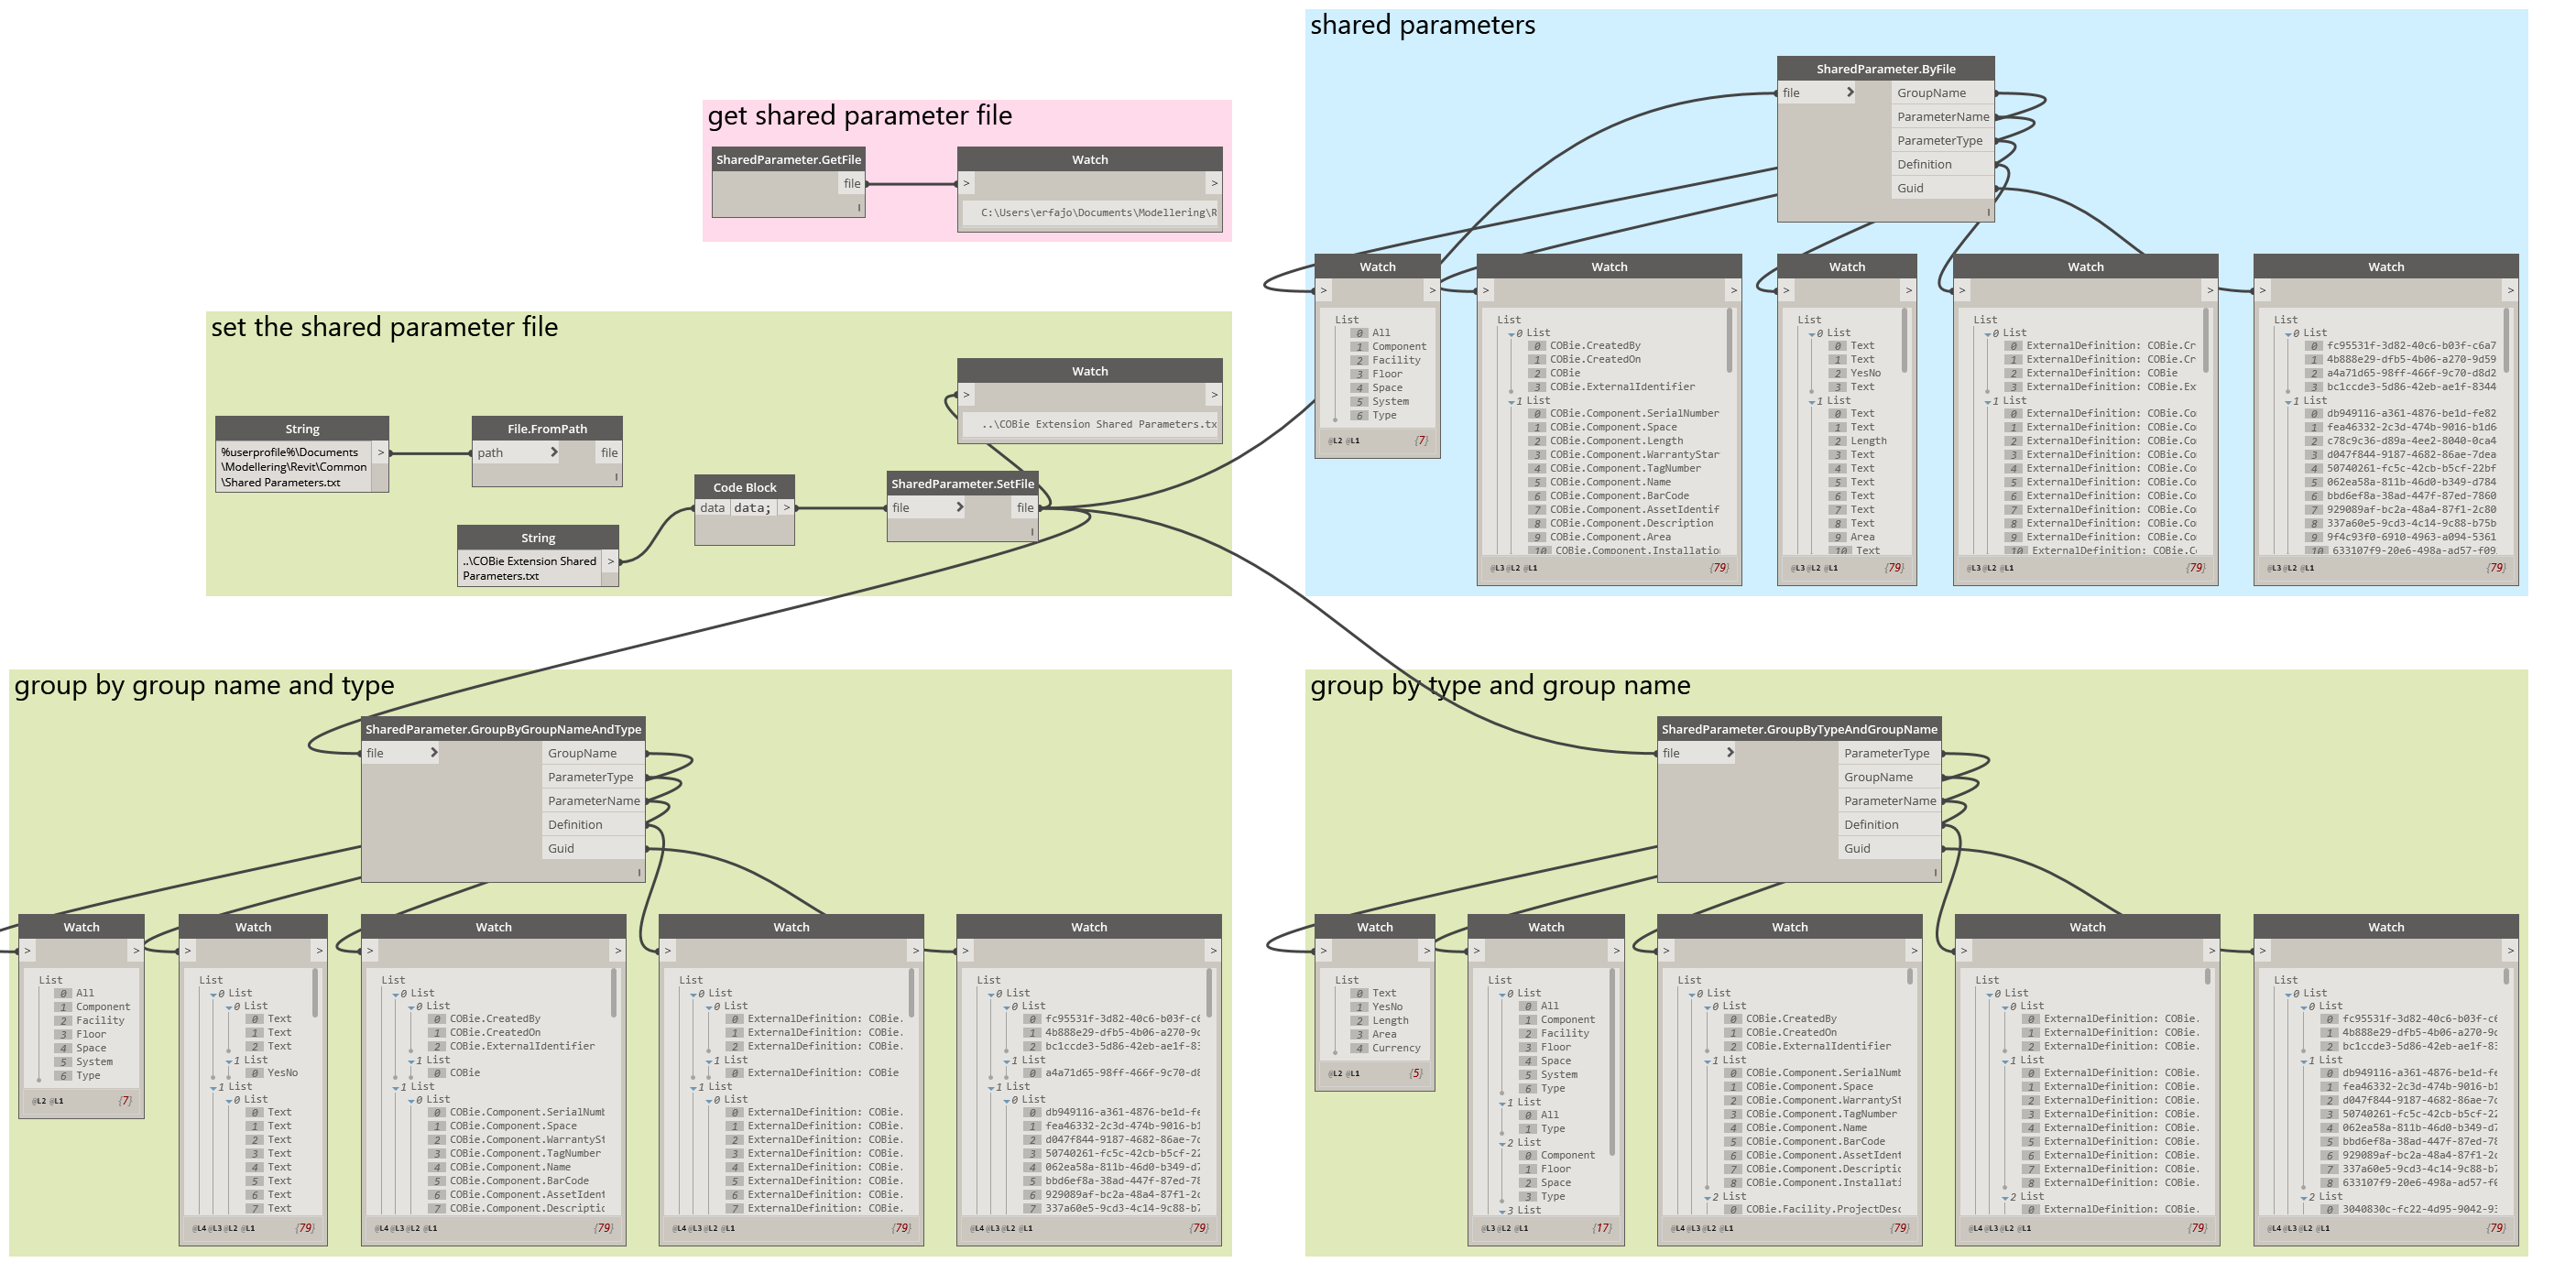 shared parameters
SharedParameter.ByFile
file > GroupName
ParameterName
ParameterType
Definition
Guid
get shared parameter file
SharedParameter.GetFile
file
Watch
> >
C:\Users\erfajo\Documents\Modellering\R
Watch
> >
List
0 All
1 Component
2 Facility
3 Floor
4 Space
5 System
6 Type
@L2 @L1 {7}
Watch
> >
List
0 List
0 COBie.CreatedBy
1 COBie.CreatedOn
2 COBie
3 COBie.ExternalIdentifier
1 List
0 COBie.Component.SerialNumber
1 COBie.Component.Space
2 COBie.Component.Length
3 COBie.Component.WarrantyStar
4 COBie.Component.TagNumber
5 COBie.Component.Name
6 COBie.Component.BarCode
7 COBie.Component.AssetIdentif
8 COBie.Component.Description
9 COBie.Component.Area
10 COBie.Component.Installatio
@L3 @L2 @L1 {79}
Watch
> >
List
0 List
0 Text
1 Text
2 YesNo
3 Text
1 List
0 Text
1 Text
2 Length
3 Text
4 Text
5 Text
6 Text
7 Text
8 Text
9 Area
10 Text
@L3 @L2 @L1 {79}
Watch
> >
List
0 List
0 ExternalDefinition: COBie.Cr
1 ExternalDefinition: COBie.Cr
2 ExternalDefinition: COBie
3 ExternalDefinition: COBie.Ex
1 List
0 ExternalDefinition: COBie.Co
1 ExternalDefinition: COBie.Co
2 ExternalDefinition: COBie.Co
3 ExternalDefinition: COBie.Co
4 ExternalDefinition: COBie.Co
5 ExternalDefinition: COBie.Co
6 ExternalDefinition: COBie.Co
7 ExternalDefinition: COBie.Co
8 ExternalDefinition: COBie.Co
9 ExternalDefinition: COBie.Co
10 ExternalDefinition: COBie.C
@L3 @L2 @L1 {79}
Watch
> >
List
0 List
0 fc95531f-3d82-40c6-b03f-c6a7
1 4b888e29-dfb5-4b06-a270-9d59
2 a4a71d65-98ff-466f-9c70-d8d2
3 bc1ccde3-5d86-42eb-ae1f-8344
1 List
0 db949116-a361-4876-be1d-fe82
1 fea46332-2c3d-474b-9016-b1d6
2 c78c9c36-d89a-4ee2-8040-0ca4
3 d047f844-9187-4682-86ae-7dea
4 50740261-fc5c-42cb-b5cf-22bf
5 062ea58a-811b-46d0-b349-d784
6 bbd6ef8a-38ad-447f-87ed-7860
7 929089af-bc2a-48a4-87f1-2c80
8 337a60e5-9cd3-4c14-9c88-b75b
9 9f4c93f0-6910-4963-a094-5361
10 633107f9-20e6-498a-ad57-f09
@L3 @L2 @L1 {79}
set the shared parameter file
String
%userprofile%\Documents
\Modellering\Revit\Common
\Shared Parameters.txt
>
File.FromPath
path > file
String
..\COBie Extension Shared
Parameters.txt
>
Code Block
data data; >
SharedParameter.SetFile
file > file
Watch
> >
..\COBie Extension Shared Parameters.tx
group by group name and type
SharedParameter.GroupByGroupNameAndType
file > GroupName
ParameterType
ParameterName
Definition
Guid
Watch
> >
List
0 All
1 Component
2 Facility
3 Floor
4 Space
5 System
6 Type
@L2 @L1 {7}
Watch
> >
List
0 List
0 List
0 Text
1 Text
2 Text
1 List
0 YesNo
1 List
0 List
0 Text
1 Text
2 Text
3 Text
4 Text
5 Text
6 Text
7 Text
@L4 @L3 @L2 @L1 {79}
Watch
> >
List
0 List
0 List
0 COBie.CreatedBy
1 COBie.CreatedOn
2 COBie.ExternalIdentifier
1 List
0 COBie
1 List
0 List
0 COBie.Component.SerialNumb
1 COBie.Component.Space
2 COBie.Component.WarrantySt
3 COBie.Component.TagNumber
4 COBie.Component.Name
5 COBie.Component.BarCode
6 COBie.Component.AssetIdent
7 COBie.Component.Descriptic
@L4 @L3 @L2 @L1 {79}
Watch
> >
List
0 List
0 List
0 ExternalDefinition: COBie.
1 ExternalDefinition: COBie.
2 ExternalDefinition: COBie.
1 List
0 ExternalDefinition: COBie
1 List
0 List
0 ExternalDefinition: COBie.
1 ExternalDefinition: COBie.
2 ExternalDefinition: COBie.
3 ExternalDefinition: COBie.
4 ExternalDefinition: COBie.
5 ExternalDefinition: COBie.
6 ExternalDefinition: COBie.
7 ExternalDefinition: COBie.
@L4 @L3 @L2 @L1 {79}
Watch
> >
List
0 List
0 List
0 fc95531f-3d82-40c6-b03f-c6
1 4b888e29-dfb5-4b06-a270-9d
2 bc1ccde3-5d86-42eb-ae1f-83
1 List
0 a4a71d65-98ff-466f-9c70-d8
1 List
0 List
0 db949116-a361-4876-be1d-fe
1 fea46332-2c3d-474b-9016-b1
2 d047f844-9187-4682-86ae-7d
3 50740261-fc5c-42cb-b5cf-22
4 062ea58a-811b-46d0-b349-d7
5 bbd6ef8a-38ad-447f-87ed-78
6 929089af-bc2a-48a4-87f1-2c
7 337a60e5-9cd3-4c14-9c88-b7
@L4 @L3 @L2 @L1 {79}
group by type and group name
SharedParameter.GroupByTypeAndGroupName
file > ParameterType
GroupName
ParameterName
Definition
Guid
Watch
> >
List
0 Text
1 YesNo
2 Length
3 Area
4 Currency
@L2 @L1 {5}
Watch
> >
List
0 List
0 All
1 Component
2 Facility
3 Floor
4 Space
5 System
6 Type
1 List
0 All
1 Type
2 List
0 Component
1 Floor
2 Space
3 Type
3 List
@L3 @L2 @L1 {17}
Watch
> >
List
0 List
0 List
0 COBie.CreatedBy
1 COBie.CreatedOn
2 COBie.ExternalIdentifier
1 List
0 COBie.Component.SerialNumb
1 COBie.Component.Space
2 COBie.Component.WarrantySt
3 COBie.Component.TagNumber
4 COBie.Component.Name
5 COBie.Component.BarCode
6 COBie.Component.AssetIdent
7 COBie.Component.Descriptic
8 COBie.Component.Installati
2 List
0 COBie.Facility.ProjectDesc
@L4 @L3 @L2 @L1 {79}
Watch
> >
List
0 List
0 List
0 ExternalDefinition: COBie.
1 ExternalDefinition: COBie.
2 ExternalDefinition: COBie.
1 List
0 ExternalDefinition: COBie.
1 ExternalDefinition: COBie.
2 ExternalDefinition: COBie.
3 ExternalDefinition: COBie.
4 ExternalDefinition: COBie.
5 ExternalDefinition: COBie.
6 ExternalDefinition: COBie.
7 ExternalDefinition: COBie.
8 ExternalDefinition: COBie.
2 List
0 ExternalDefinition: COBie.
@L4 @L3 @L2 @L1 {79}
Watch
> >
List
0 List
0 List
0 fc95531f-3d82-40c6-b03f-c6
1 4b888e29-dfb5-4b06-a270-9d
2 bc1ccde3-5d86-42eb-ae1f-83
1 List
0 db949116-a361-4876-be1d-fe
1 fea46332-2c3d-474b-9016-b1
2 d047f844-9187-4682-86ae-7d
3 50740261-fc5c-42cb-b5cf-22
4 062ea58a-811b-46d0-b349-d7
5 bbd6ef8a-38ad-447f-87ed-78
6 929089af-bc2a-48a4-87f1-2c
7 337a60e5-9cd3-4c14-9c88-b7
8 633107f9-20e6-498a-ad57-f0
2 List
0 3040830c-fc22-4d95-9042-93
@L4 @L3 @L2 @L1 {79}